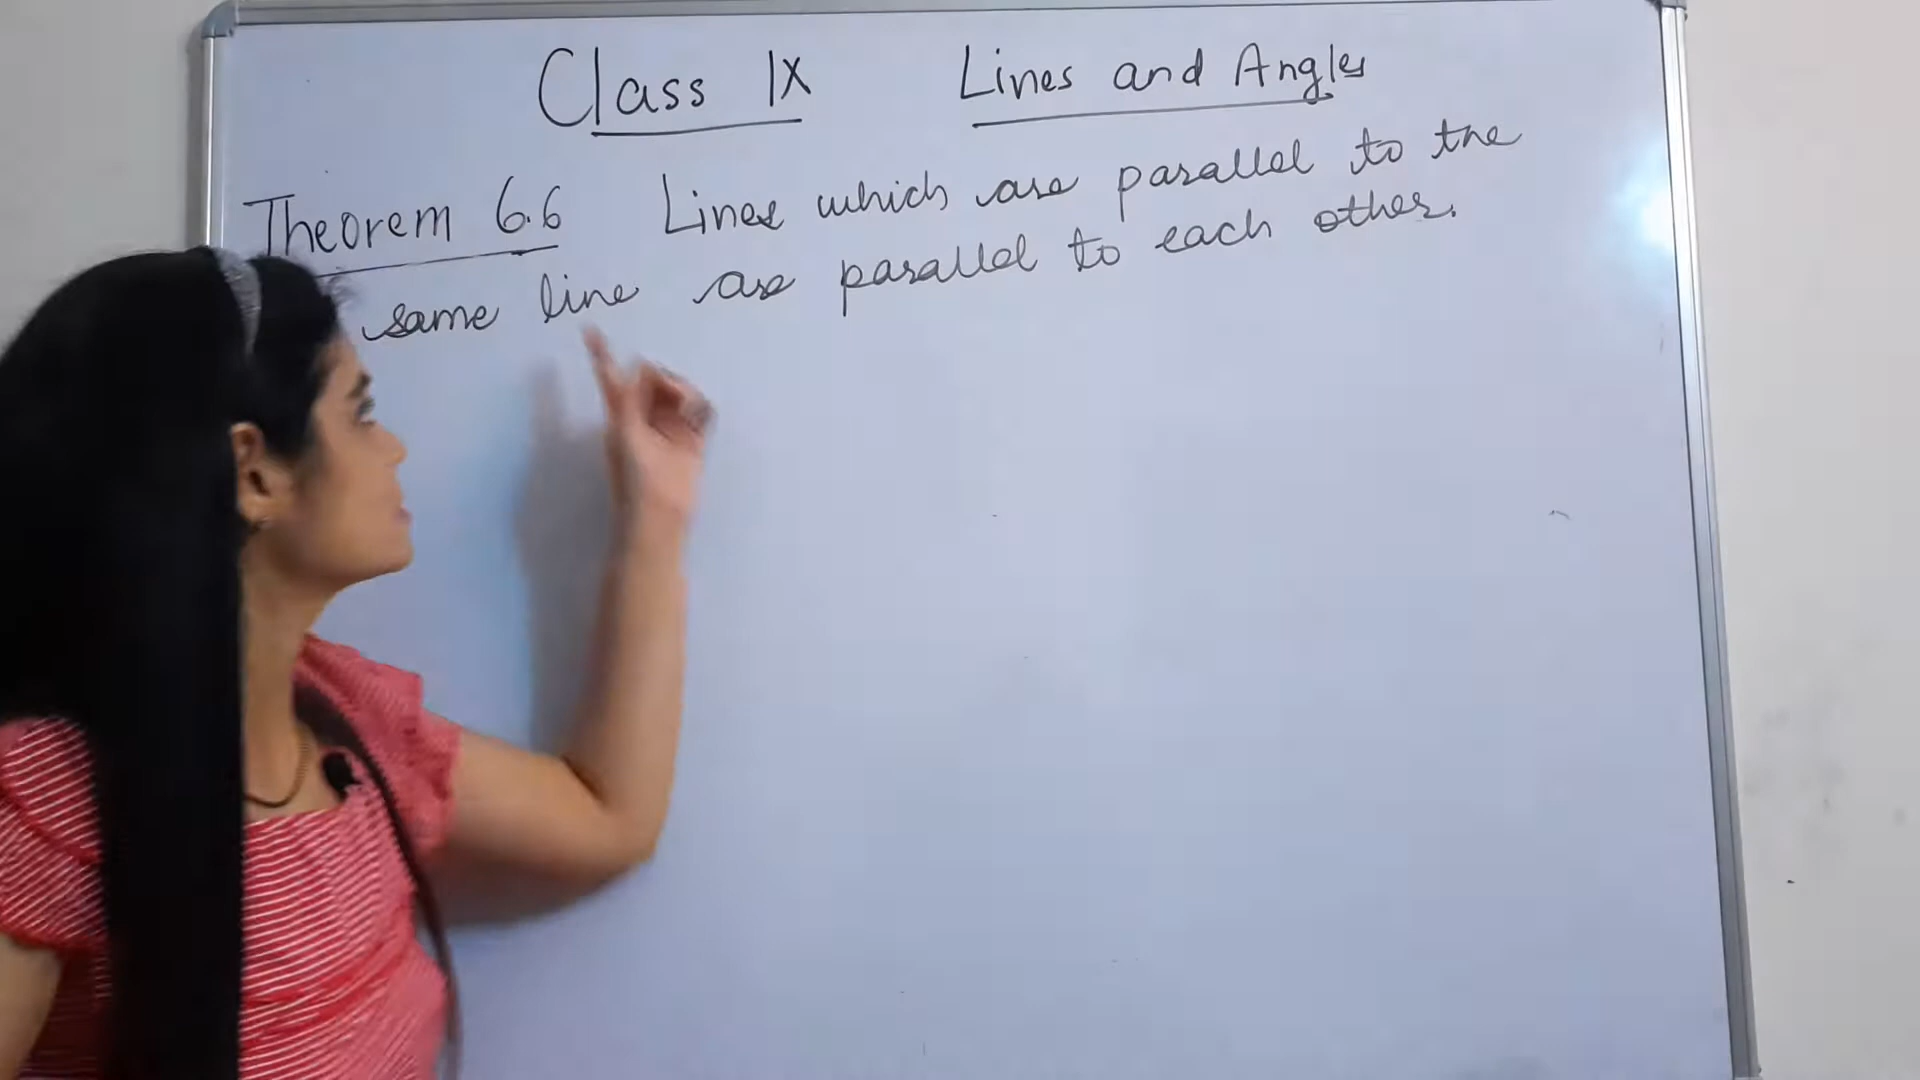 Class IX Lines and Angles
Theorem 6.6 Lines which are parallel to the
same line are parallel to each other.